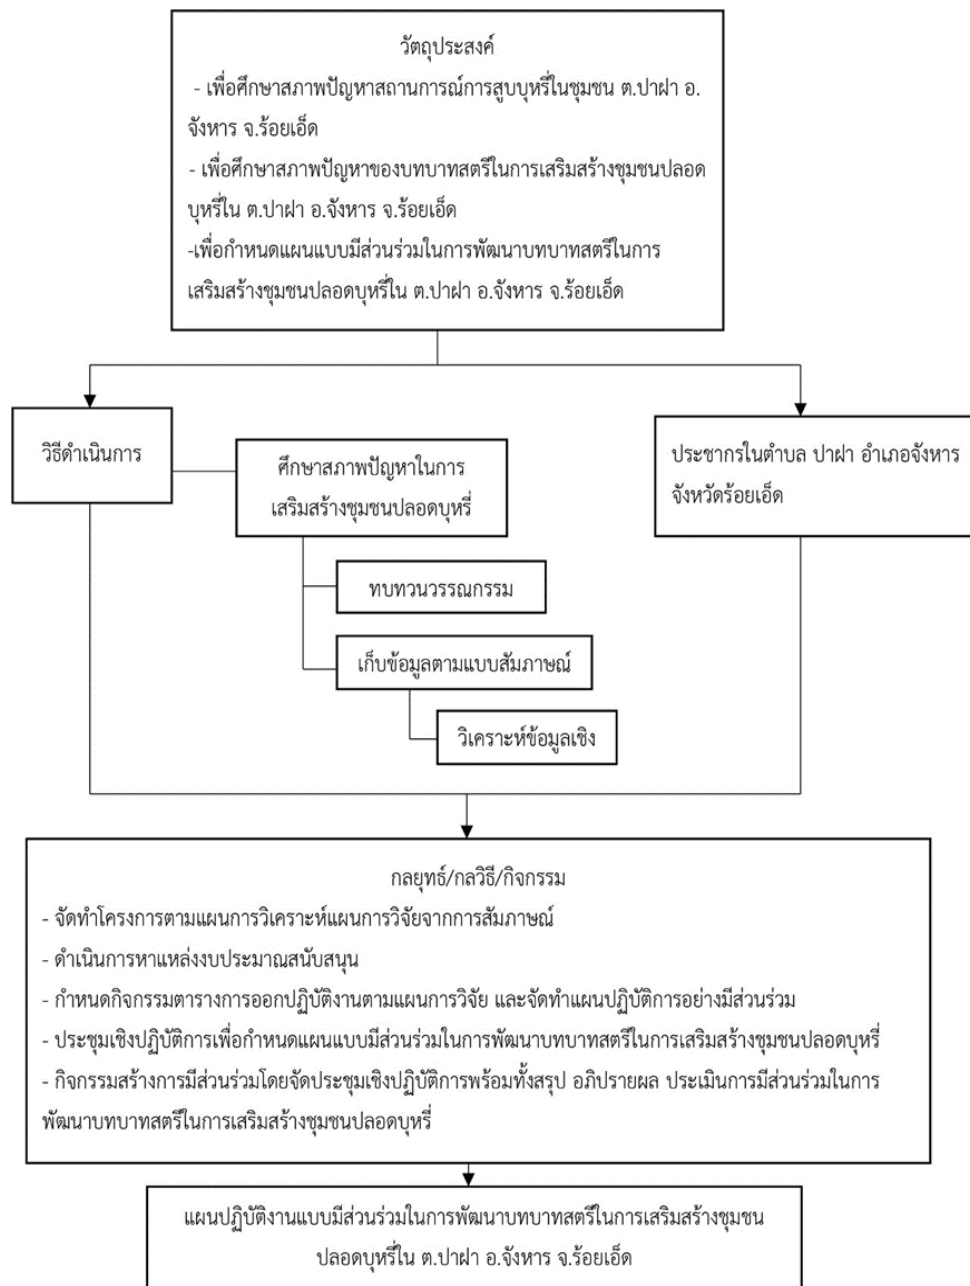 วัตถุประสงค์
- เพื่อศึกษาสภาพปัญหาสถานการณ์การสูบบุหรี่ในชุมชน ต.ปาฝา อ.
จังหาร จ.ร้อยเอ็ด
- เพื่อศึกษาสภาพปัญหาของบทบาทสตรีในการเสริมสร้างชุมชนปลอด
บุหรี่ใน ต.ปาฝา อ.จังหาร จ.ร้อยเอ็ด
-เพื่อกำหนดแผนแบบมีส่วนร่วมในการพัฒนาบทบาทสตรีในการ
เสริมสร้างชุมชนปลอดบุหรี่ใน ต.ปาฝา อ.จังหาร จ.ร้อยเอ็ด
วิธีดำเนินการ
ศึกษาสภาพปัญหาในการ
เสริมสร้างชุมชนปลอดบุหรี่
ประชากรในตำบล ปาฝา อำเภอจังหาร
จังหวัดร้อยเอ็ด
ทบทวนวรรณกรรม
เก็บข้อมูลตามแบบสัมภาษณ์
วิเคราะห์ข้อมูลเชิง
กลยุทธ์/กลวิธี/กิจกรรม
- จัดทำโครงการตามแผนการวิเคราะห์แผนการวิจัยจากการสัมภาษณ์
- ดำเนินการหาแหล่งงบประมาณสนับสนุน
- กำหนดกิจกรรมตารางการออกปฏิบัติงานตามแผนการวิจัย และจัดทำแผนปฏิบัติการอย่างมีส่วนร่วม
- ประชุมเชิงปฏิบัติการเพื่อกำหนดแผนแบบมีส่วนร่วมในการพัฒนาบทบาทสตรีในการเสริมสร้างชุมชนปลอดบุหรี่
- กิจกรรมสร้างการมีส่วนร่วมโดยจัดประชุมเชิงปฏิบัติการพร้อมทั้งสรุป อภิปรายผล ประเมินการมีส่วนร่วมในการ
พัฒนาบทบาทสตรีในการเสริมสร้างชุมชนปลอดบุหรี่
แผนปฏิบัติงานแบบมีส่วนร่วมในการพัฒนาบทบาทสตรีในการเสริมสร้างชุมชน
ปลอดบุหรี่ใน ต.ปาฝา อ.จังหาร จ.ร้อยเอ็ด